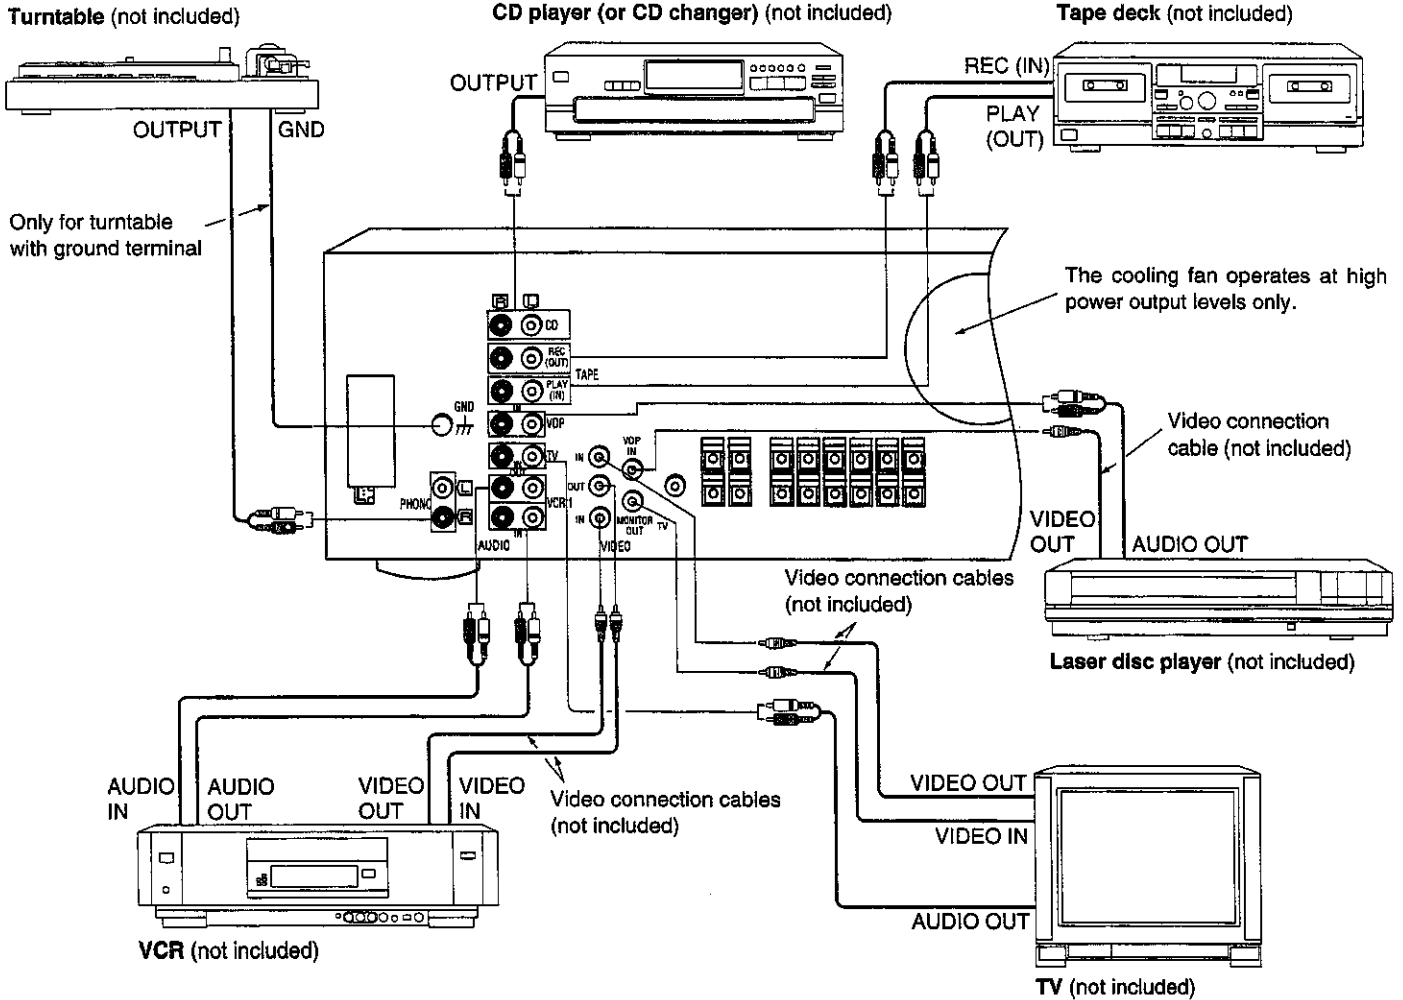 Turntable (not included)
CD player (or CD changer) (not included)
Tape deck (not included)
OUTPUT
GND
OUTPUT
REC (IN)
PLAY
(OUT)
Only for turntable
with ground terminal
The cooling fan operates at high
power output levels only.
R L
CD
REC
(OUT)
TAPE
PLAY
(IN)
IN
VDP
GND
TV
IN
OUT
VCR 1
IN
PHONO
L
R
AUDIO
IN
OUT
IN
VDP
IN
MONITOR
OUT
TV
VIDEO
Video connection
cable (not included)
VIDEO
OUT
AUDIO OUT
Laser disc player (not included)
Video connection cables
(not included)
AUDIO
IN
AUDIO
OUT
VIDEO
OUT
VIDEO
IN
Video connection cables
(not included)
VCR (not included)
VIDEO OUT
VIDEO IN
AUDIO OUT
TV (not included)